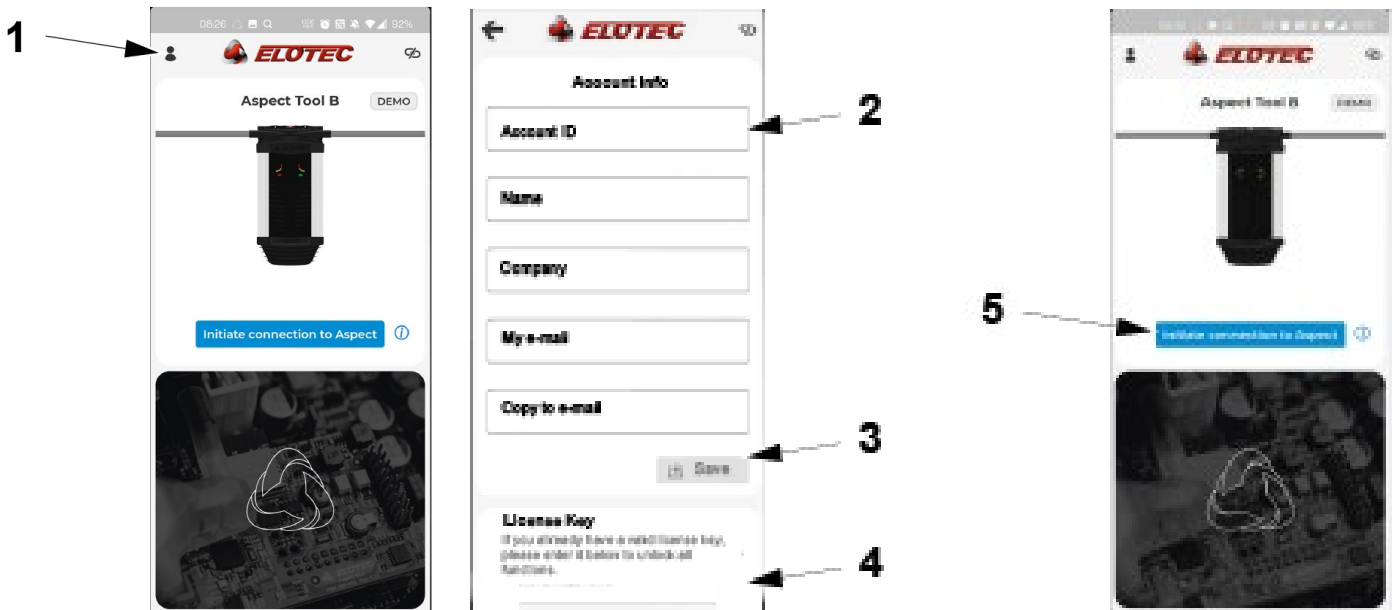 1
08:26 92%
ELOTEC
Aspect Tool B DEMO
Initiate connection to Aspect
ELOTEC
Account Info
Account ID
Name
Company
My e-mail
Copy to e-mail
Save
License Key
If you already have a valid license key,
please enter it below to unlock all
functions.
2
3
4
ELOTEC
Aspect Tool B DEMO
5
Initiate connection to Aspect